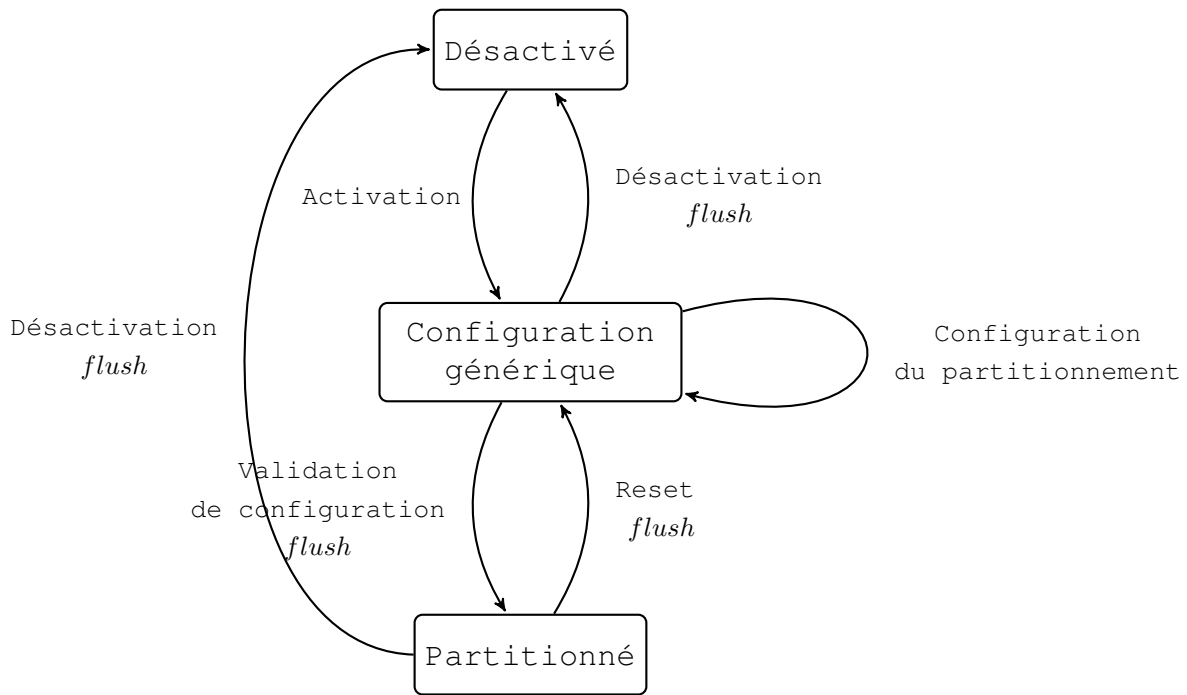 Désactivé
Activation
Désactivation
flush
Désactivation
flush
Configuration
générique
Configuration
du partitionnement
Validation
de configuration
flush
Reset
flush
Partitionné